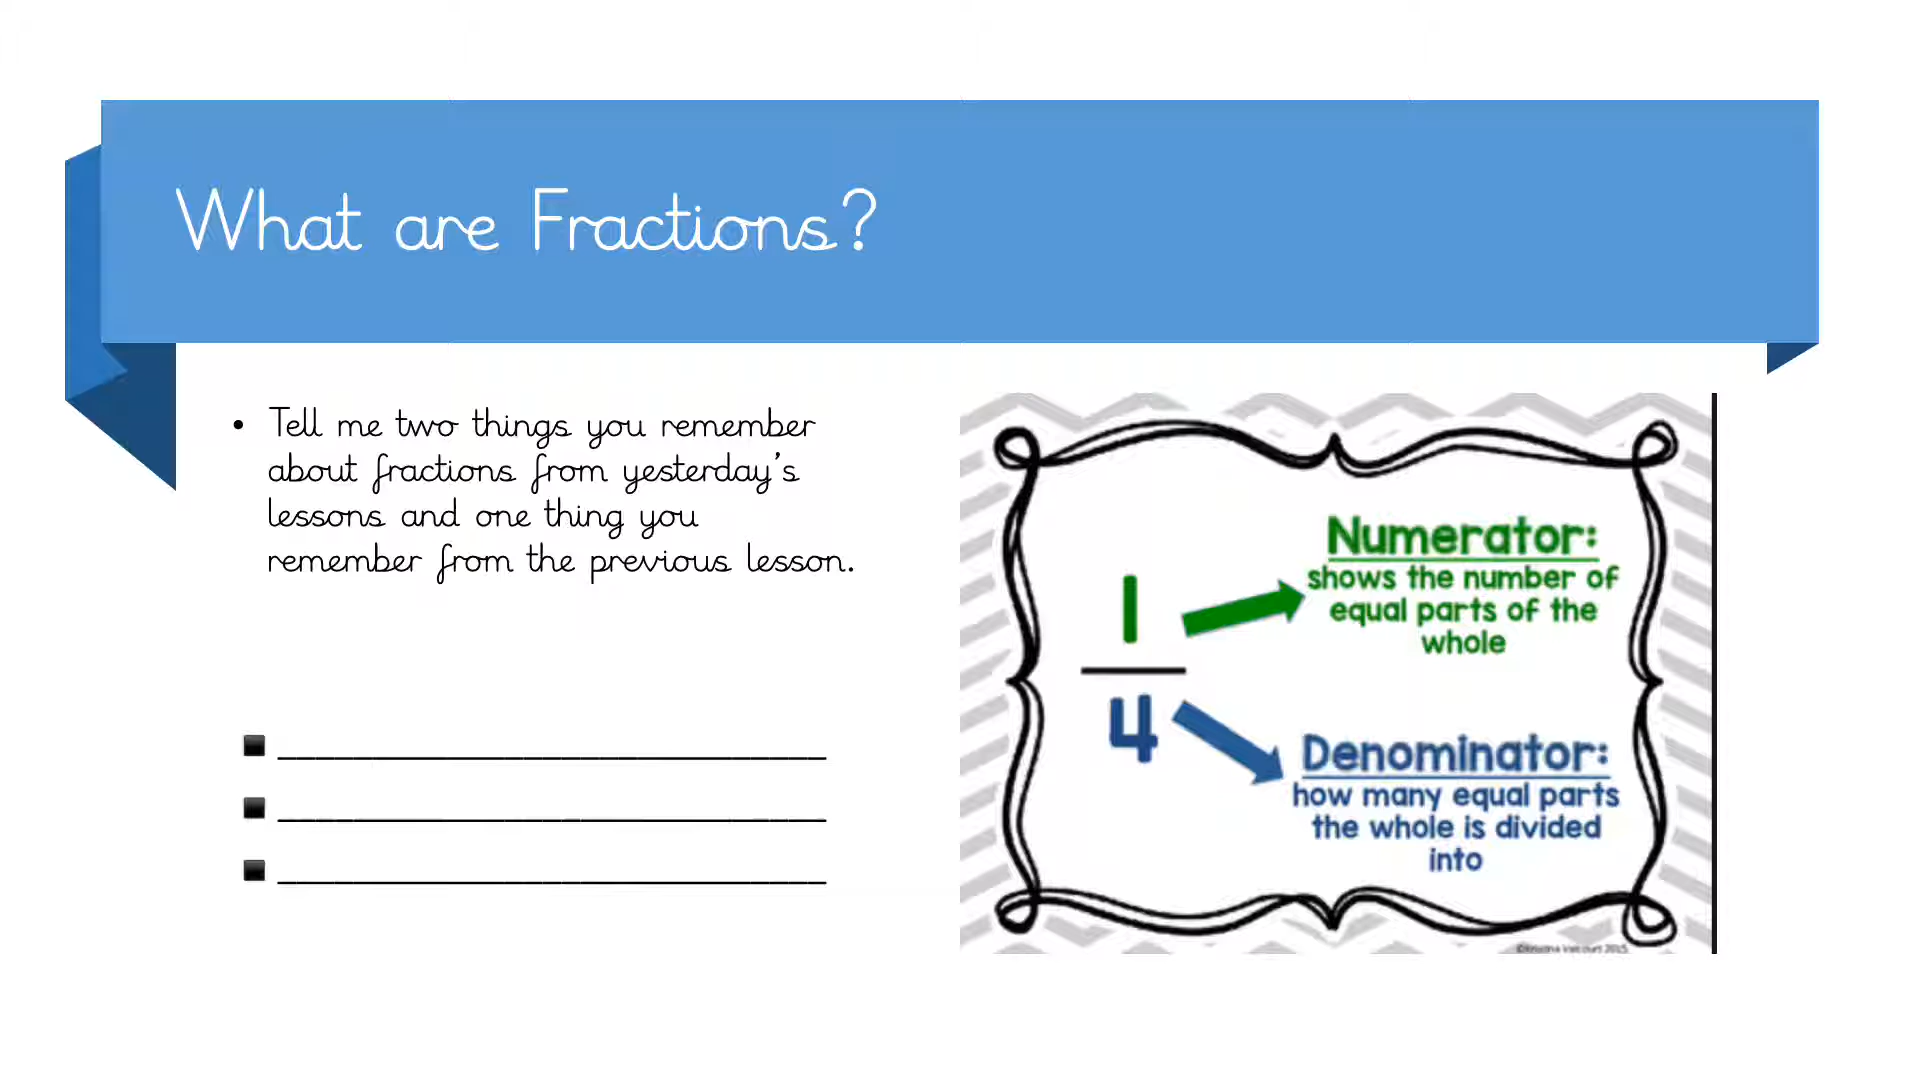 What are Fractions?
• Tell me two things you remember
about fractions from yesterday's
lessons and one thing you
remember from the previous lesson.
1
4
Numerator:
shows the number of
equal parts of the
whole
Denominator:
how many equal parts
the whole is divided
into